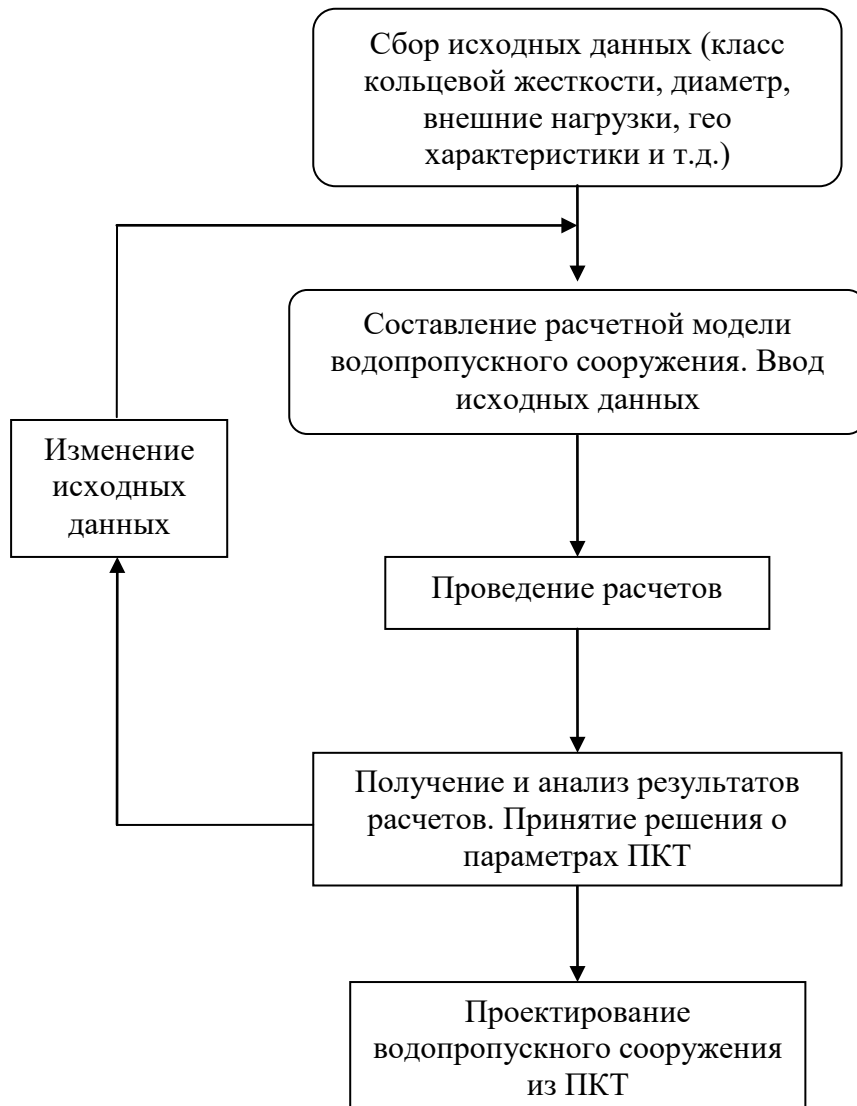 Сбор исходных данных (класс
кольцевой жесткости, диаметр,
внешние нагрузки, гео
характеристики и т.д.)
Составление расчетной модели
водопропускного сооружения. Ввод
исходных данных
Изменение
исходных
данных
Проведение расчетов
Получение и анализ результатов
расчетов. Принятие решения о
параметрах ПКТ
Проектирование
водопропускного сооружения
из ПКТ